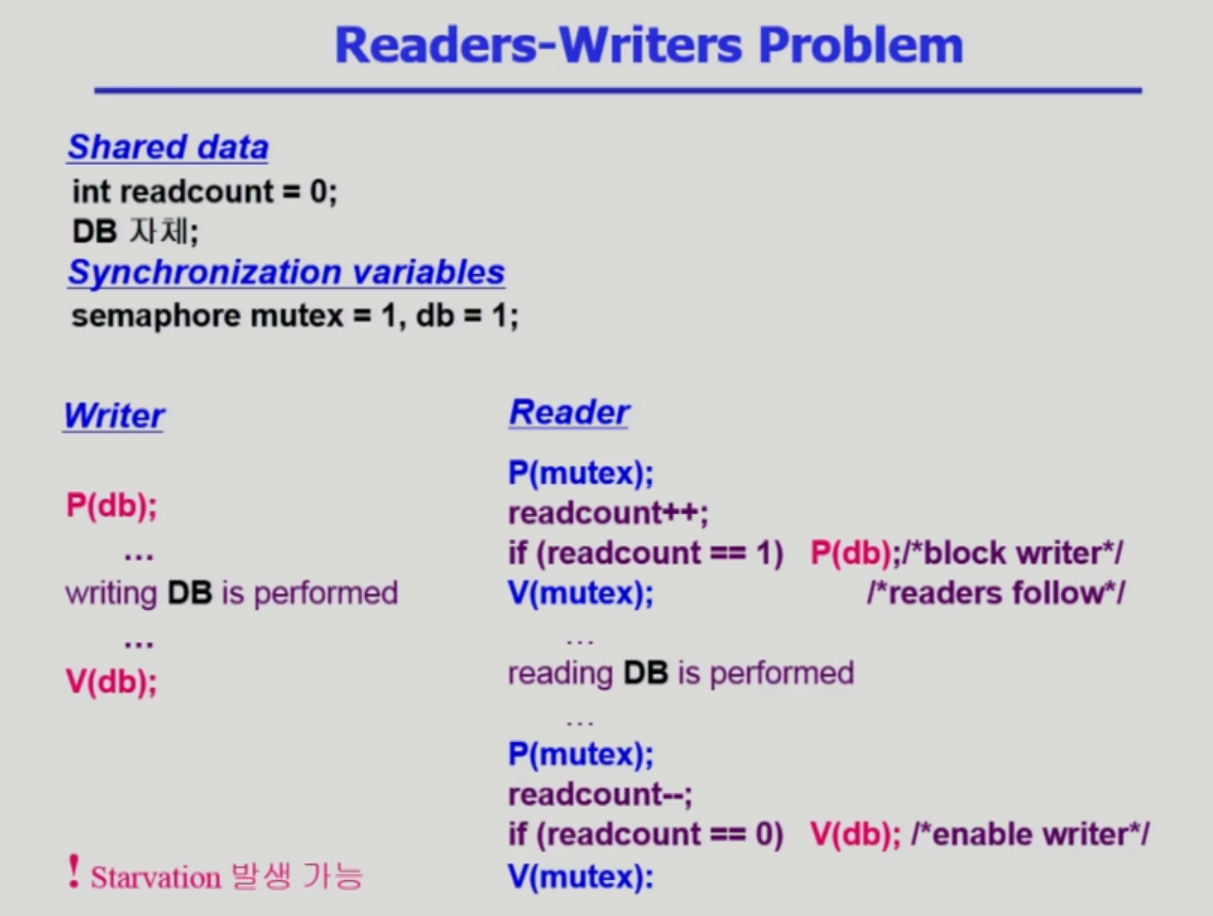 Readers-Writers Problem
Shared data
int readcount = 0;
DB 자체;
Synchronization variables
semaphore mutex = 1, db = 1;
Writer
P(db);
...
writing DB is performed
...
V(db);
! Starvation 발생 가능
Reader
P(mutex);
readcount++;
if (readcount == 1) P(db);/*block writer*/
V(mutex); /*readers follow*/
...
reading DB is performed
...
P(mutex);
readcount--;
if (readcount == 0) V(db); /*enable writer*/
V(mutex):